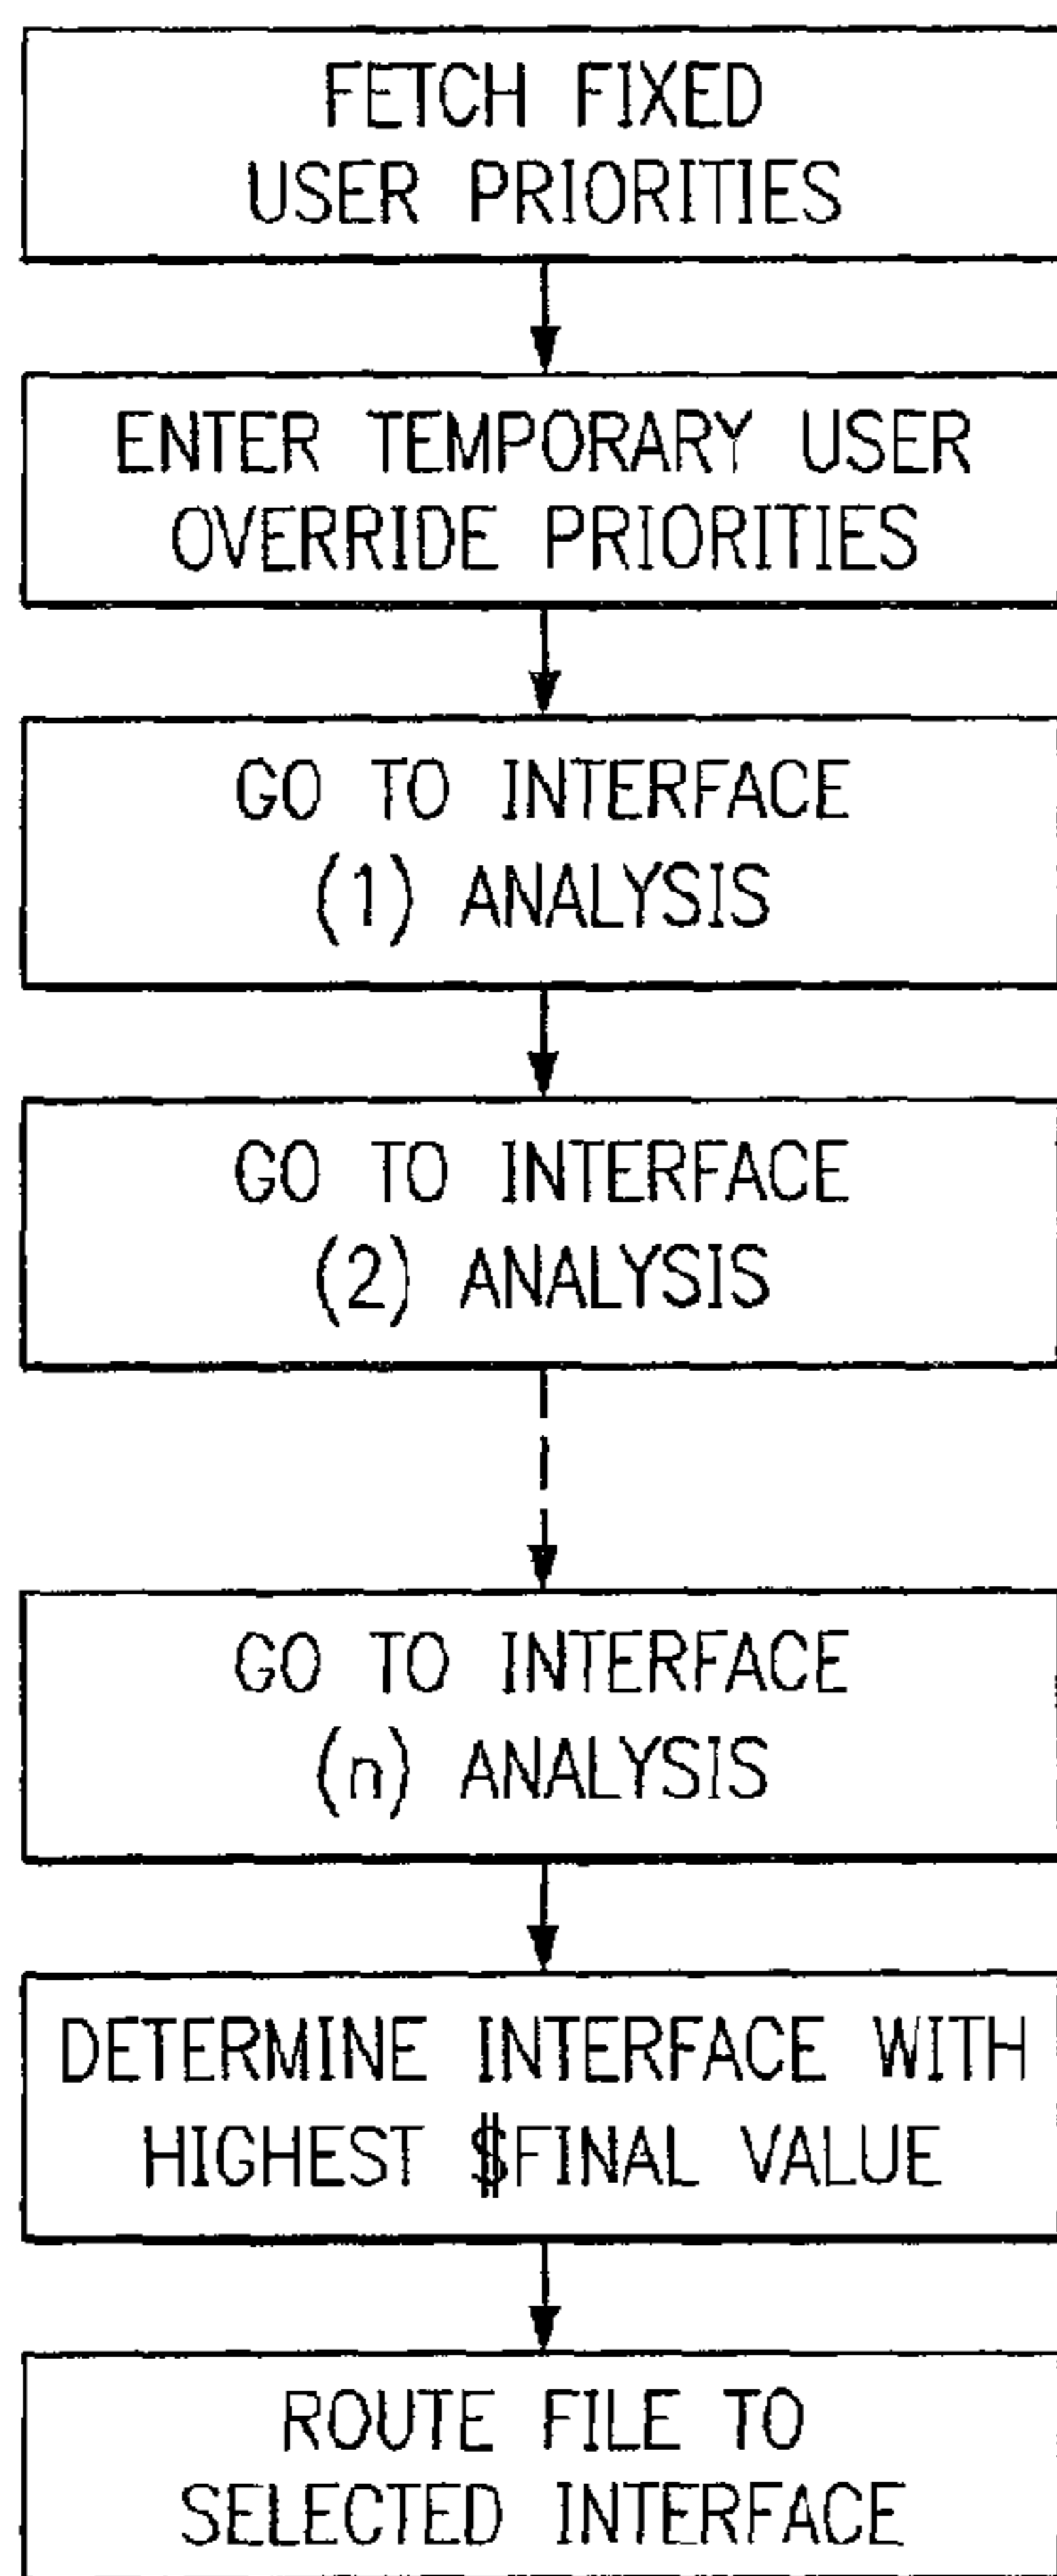 FETCH FIXED
USER PRIORITIES
ENTER TEMPORARY USER
OVERRIDE PRIORITIES
GO TO INTERFACE
(1) ANALYSIS
GO TO INTERFACE
(2) ANALYSIS
GO TO INTERFACE
(n) ANALYSIS
DETERMINE INTERFACE WITH
HIGHEST $FINAL VALUE
ROUTE FILE TO
SELECTED INTERFACE